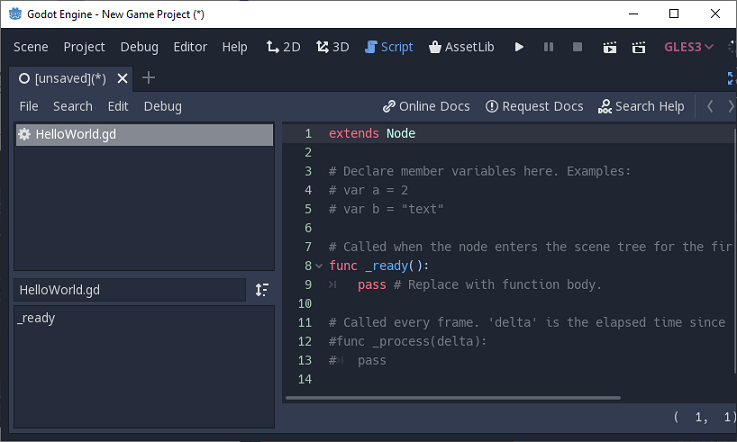 Godot Engine - New Game Project (*)
Scene Project Debug Editor Help 2D 3D Script AssetLib GLES3
[unsaved](*)
File Search Edit Debug Online Docs Request Docs Search Help
HelloWorld.gd
HelloWorld.gd
_ready
1 extends Node
2
3 # Declare member variables here. Examples:
4 # var a = 2
5 # var b = "text"
6
7 # Called when the node enters the scene tree for the fir
8 func _ready():
9 pass # Replace with function body.
10
11 # Called every frame. 'delta' is the elapsed time since
12 #func _process(delta):
13 # pass
14
( 1, 1)